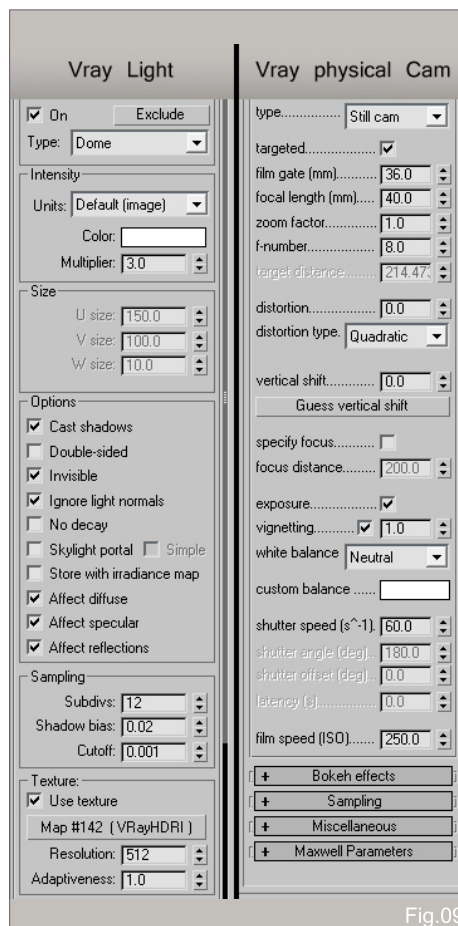 Vray Light
On Exclude
Type: Dome
Intensity
Units: Default (image)
Color:
Multiplier: 3.0
Size
U size: 150.0
V size: 100.0
W size: 10.0
Options
Cast shadows
Double-sided
Invisible
Ignore light normals
No decay
Skylight portal Simple
Store with irradiance map
Affect diffuse
Affect specular
Affect reflections
Sampling
Subdivs: 12
Shadow bias: 0.02
Cutoff: 0.001
Texture:
Use texture
Map #142 ( VRayHDRI )
Resolution: 512
Adaptiveness: 1.0
Vray physical Cam
type............... Still cam
targeted..................
film gate (mm).......... 36.0
focal length (mm)..... 40.0
zoom factor............. 1.0
f-number................. 8.0
target distance........ 214.47
distortion................ 0.0
distortion type. Quadratic
vertical shift............. 0.0
Guess vertical shift
specify focus...........
focus distance......... 200.0
exposure.................
vignetting.......... 1.0
white balance Neutral
custom balance ......
shutter speed (s^-1). 60.0
shutter angle (deg).. 180.0
shutter offset (deg).. 0.0
latency (s)................ 0.0
film speed (ISO)....... 250.0
+ Bokeh effects
+ Sampling
+ Miscellaneous
+ Maxwell Parameters
Fig.09